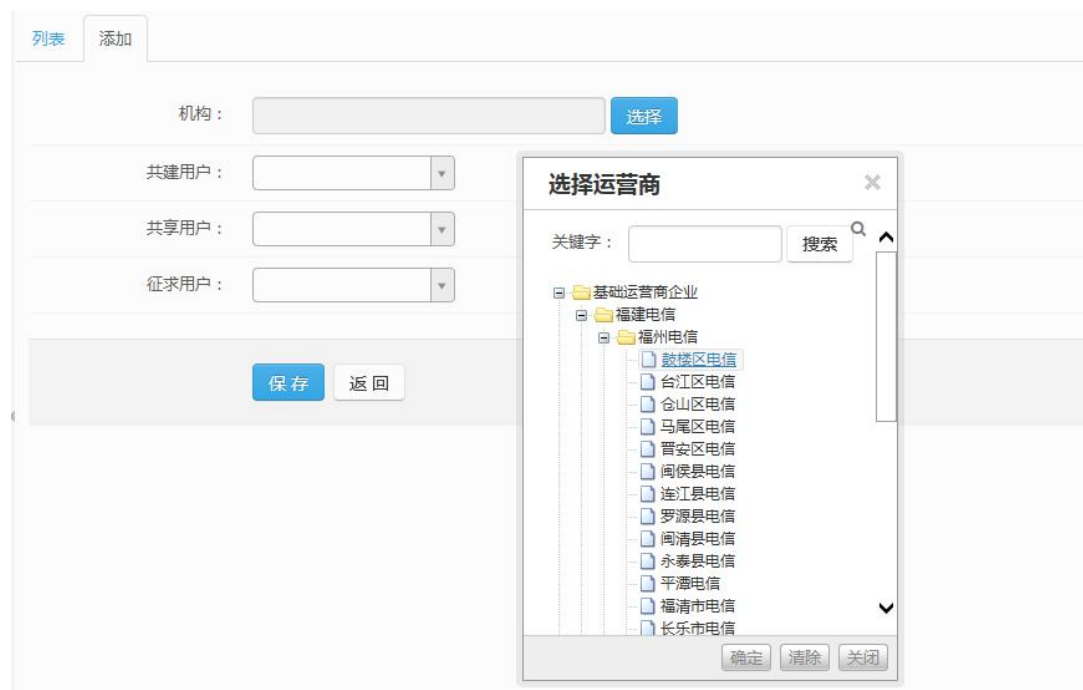 列表 添加
机构： 选择
共建用户：
共享用户：
征求用户：
保存 返回
选择运营商 ×
关键字： 搜索
基础运营商企业
福建电信
福州电信
鼓楼区电信
台江区电信
仓山区电信
马尾区电信
晋安区电信
闽侯县电信
连江县电信
罗源县电信
闽清县电信
永泰县电信
平潭电信
福清市电信
长乐市电信
确定 清除 关闭